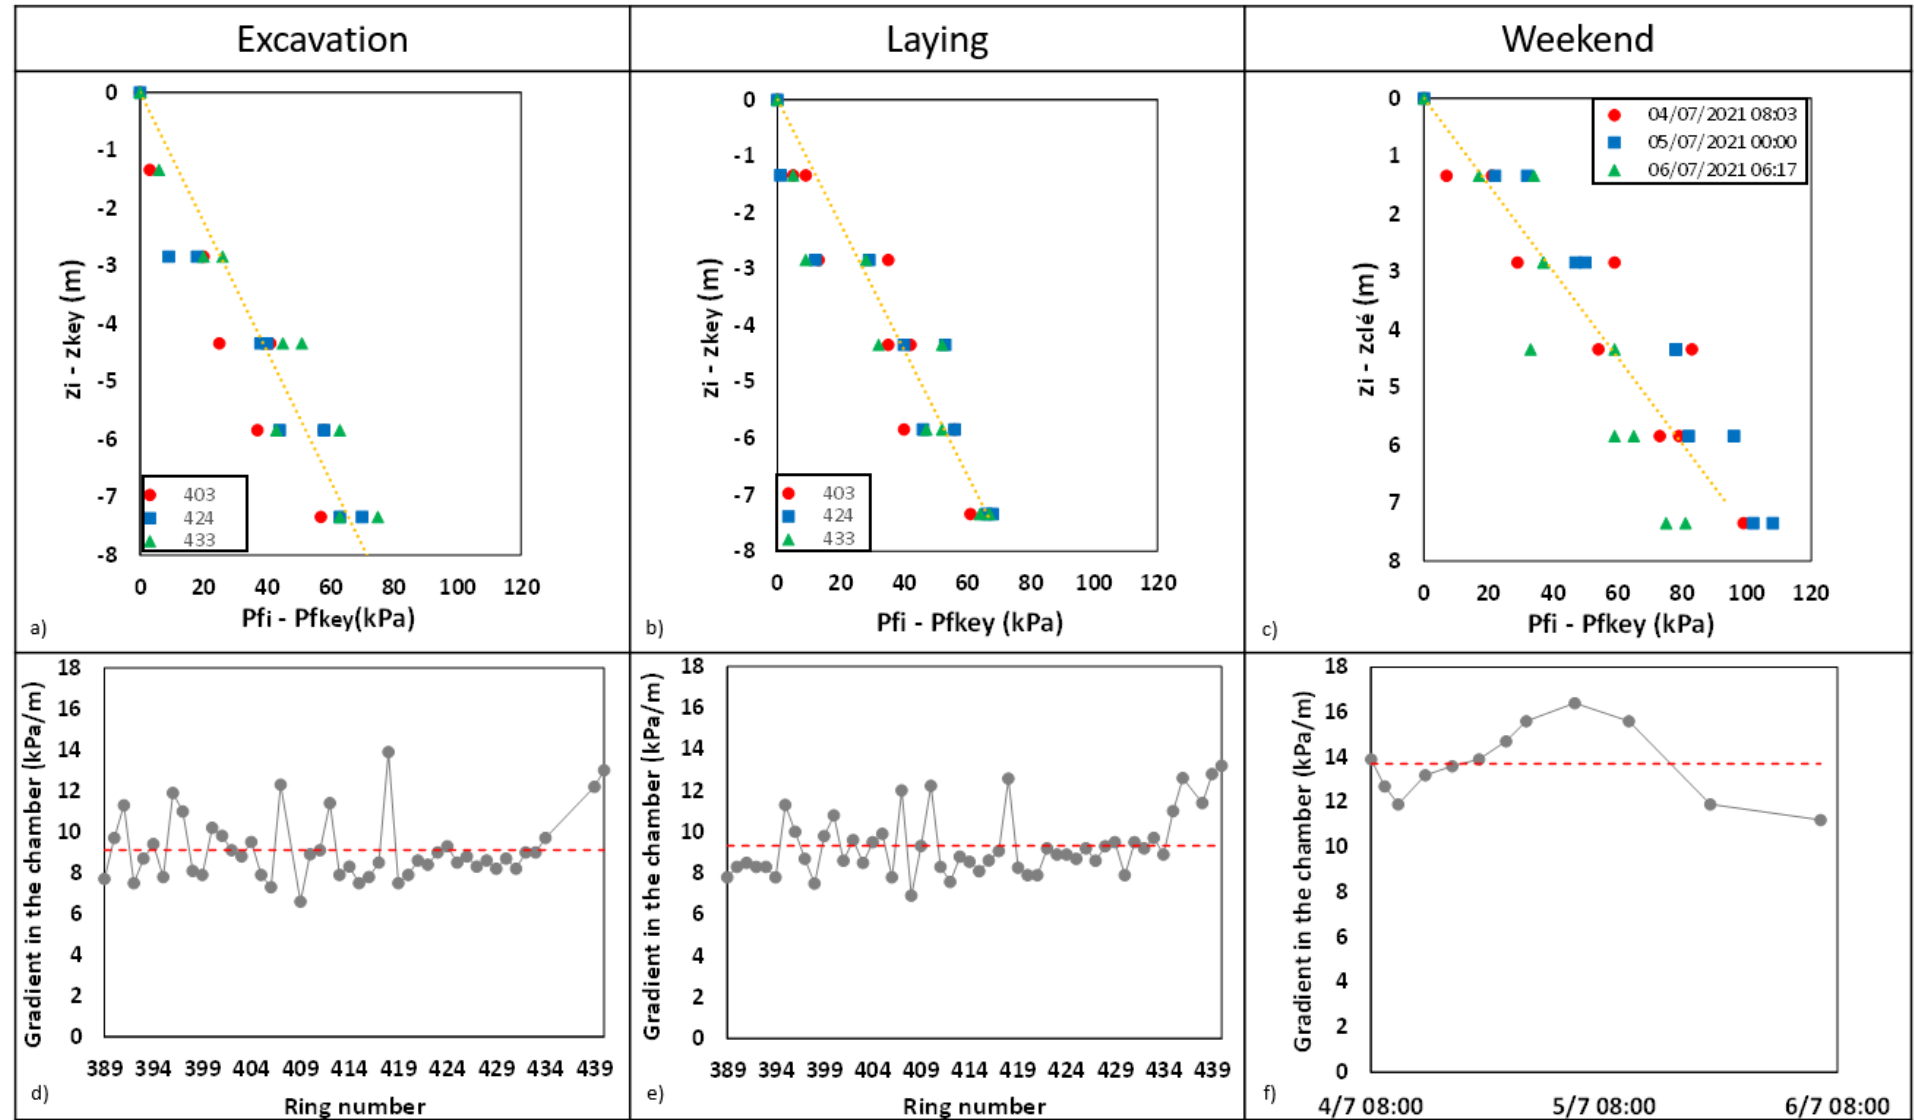 Excavation
Laying
Weekend
0
-1
-2
-3
-4
-5
-6
-7
-8
zi - zkey (m)
403
424
433
0 20 40 60 80 100 120
Pfi - Pfkey(kPa)
a)
0
-1
-2
-3
-4
-5
-6
-7
-8
zi - zkey (m)
403
424
433
0 20 40 60 80 100 120
Pfi - Pfkey (kPa)
b)
0
1
2
3
4
5
6
7
8
zi - zclé (m)
04/07/2021 08:03
05/07/2021 00:00
06/07/2021 06:17
0 20 40 60 80 100 120
Pfi - Pfkey (kPa)
c)
18
16
14
12
10
8
6
4
2
0
Gradient in the chamber (kPa/m)
389 394 399 404 409 414 419 424 429 434 439
Ring number
d)
18
16
14
12
10
8
6
4
2
0
Gradient in the chamber (kPa/m)
389 394 399 404 409 414 419 424 429 434 439
Ring number
e)
18
16
14
12
10
8
6
4
2
0
Gradient in the chamber (kPa/m)
4/7 08:00 5/7 08:00 6/7 08:00
f)